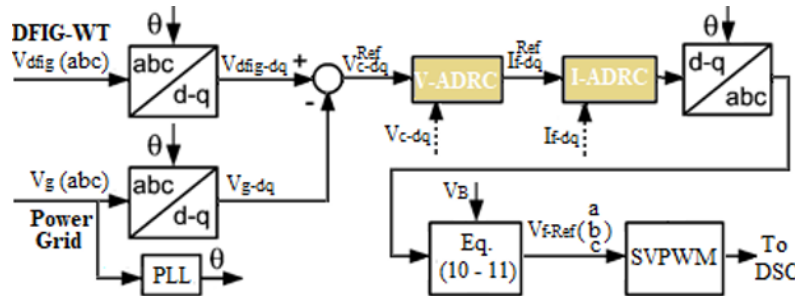 DFIG-WT
θ
Vdfig (abc)
abc
d-q
Vdfig-dq
+
-
Ref
Vc-dq
V-ADRC
Vc-dq
Ref
If-dq
I-ADRC
If-dq
θ
d-q
abc
Vg (abc)
Power
Grid
θ
abc
d-q
Vg-dq
PLL
θ
VB
Eq.
(10 - 11)
Vf-Ref(
a
b)
c
SVPWM
To
DSC